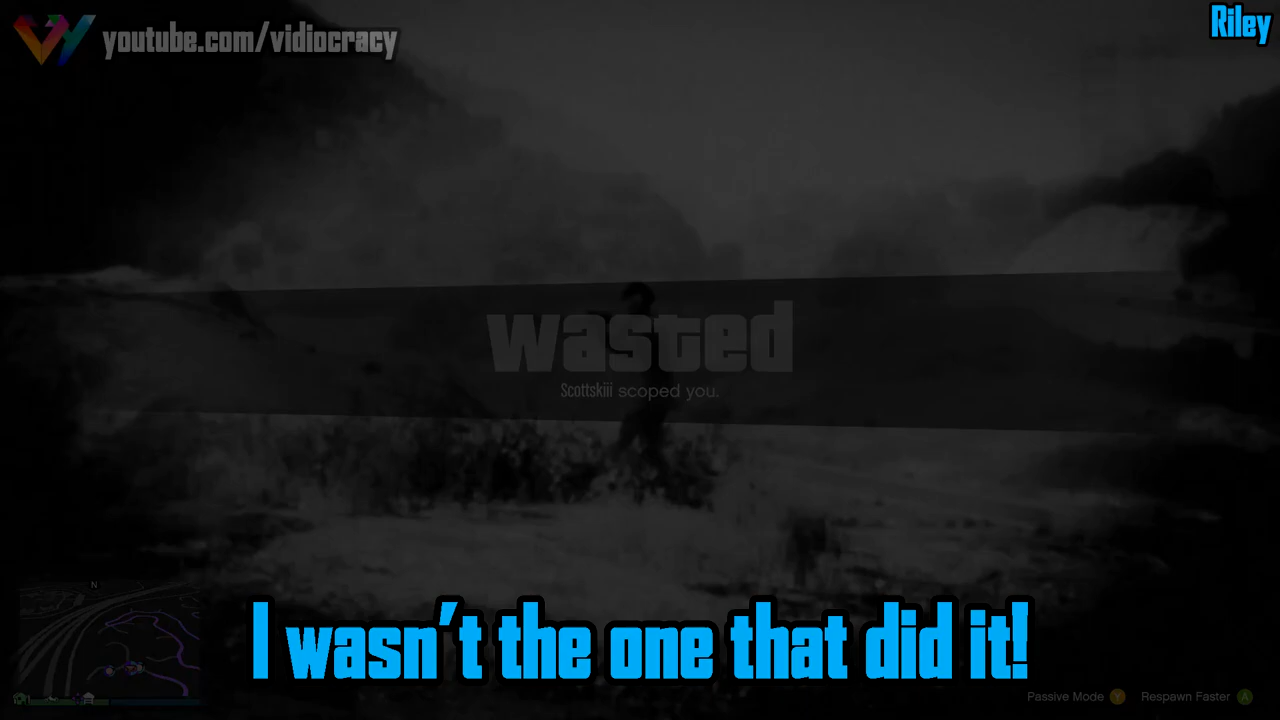 youtube.com/vidiocracy
Riley
wasted
Scottskiii scoped you.
N
I wasn't the one that did it!
Passive Mode Y Respawn Faster A